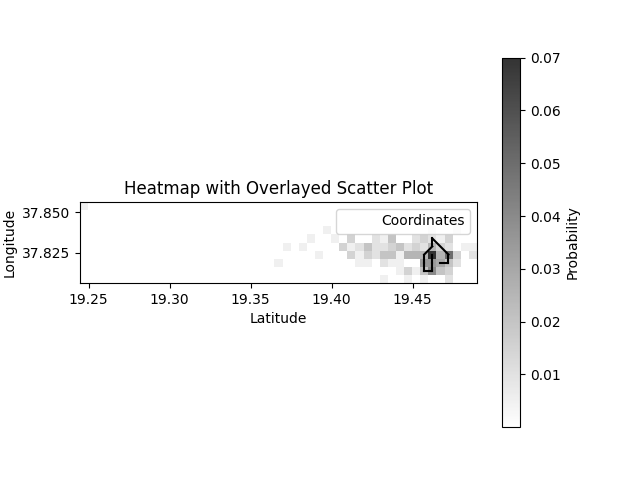 Heatmap with Overlayed Scatter Plot
Coordinates
37.850
37.825
Longitude
19.25
19.30
19.35
19.40
19.45
Latitude
0.07
0.06
0.05
0.04
0.03
0.02
0.01
Probability